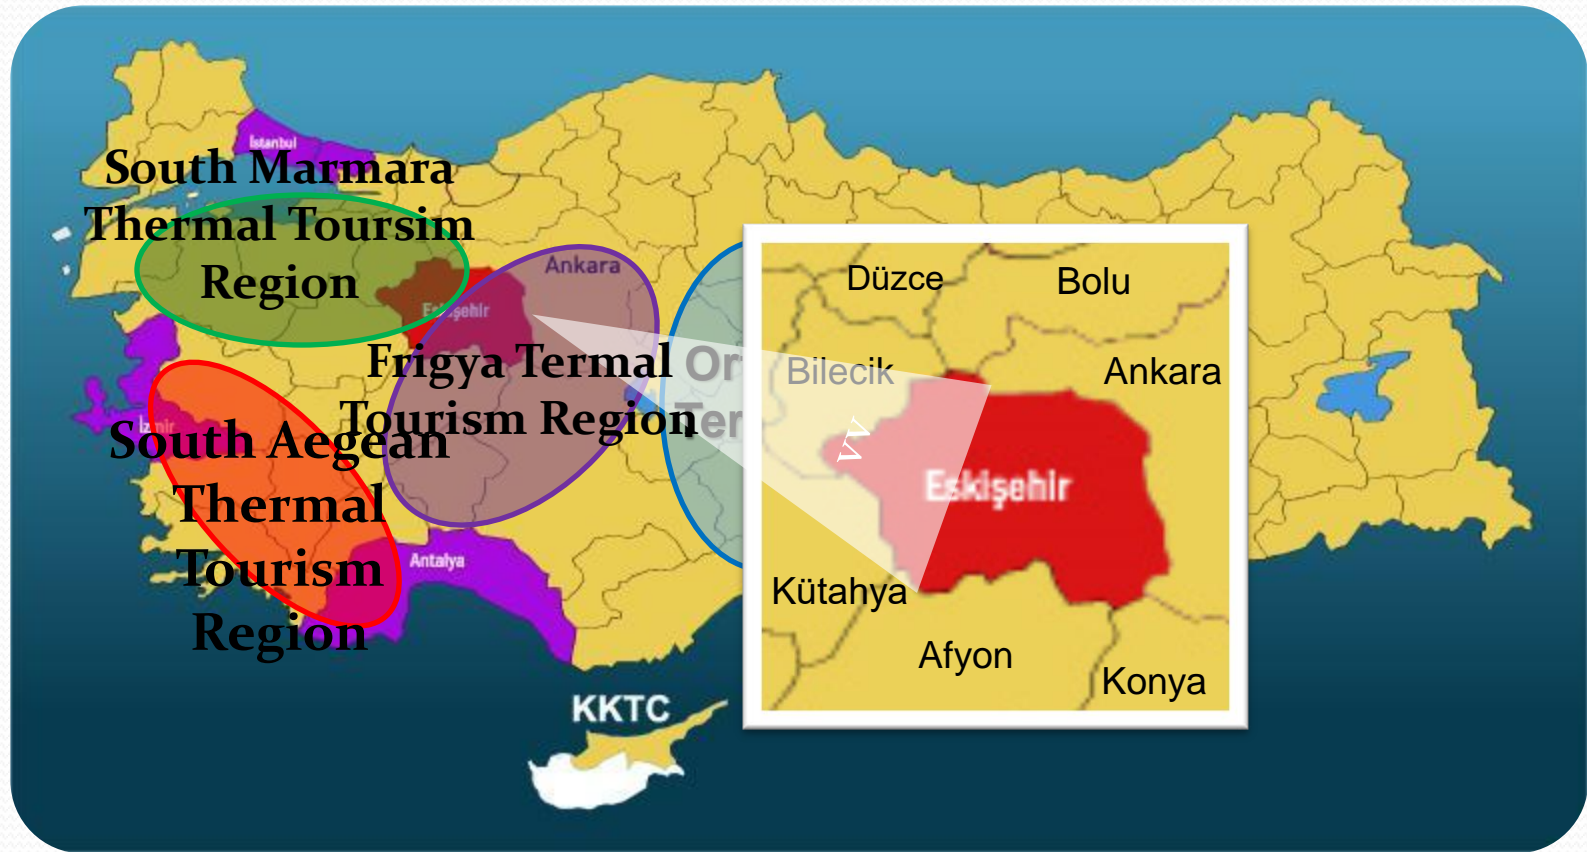 İstanbul
South Marmara
Thermal Toursim
Region
Ankara
Eskişehir
Frigya Termal
Tourism Region
İzmir
South Aegean
Thermal
Tourism
Region
Antalya
KKTC
Düzce
Bolu
Bilecik
Ankara
VV
Eskişehir
Kütahya
Afyon
Konya